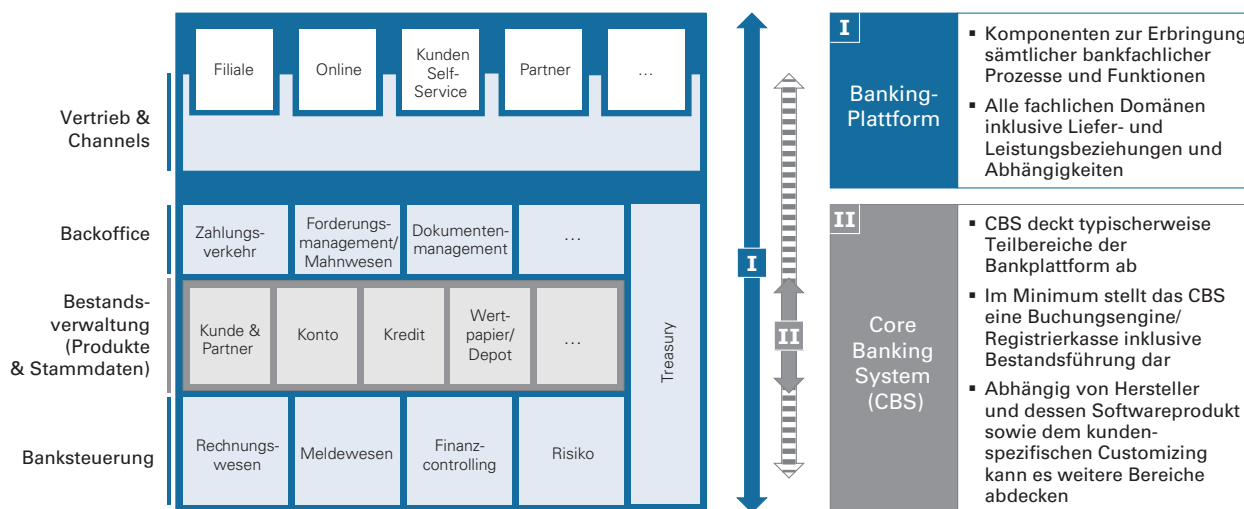 Vertrieb &
Channels
Backoffice
Bestands-
verwaltung
(Produkte
& Stammdaten)
Banksteuerung
Filiale
Online
Kunden
Self-
Service
Partner
...
Zahlungs-
verkehr
Forderungs-
management/
Mahnwesen
Dokumenten-
management
...
Kunde &
Partner
Konto
Kredit
Wert-
papier/
Depot
...
Rechnungs-
wesen
Meldewesen
Finanz-
controlling
Risiko
Treasury
I
II
I
Banking-
Plattform
▪ Komponenten zur Erbringung
sämtlicher bankfachlicher
Prozesse und Funktionen
▪ Alle fachlichen Domänen
inklusive Liefer- und
Leistungsbeziehungen und
Abhängigkeiten
II
Core
Banking
System
(CBS)
▪ CBS deckt typischerweise
Teilbereiche der
Bankplattform ab
▪ Im Minimum stellt das CBS
eine Buchungsengine/
Registrierkasse inklusive
Bestandsführung dar
▪ Abhängig von Hersteller
und dessen Softwareprodukt
sowie dem kunden-
spezifischen Customizing
kann es weitere Bereiche
abdecken